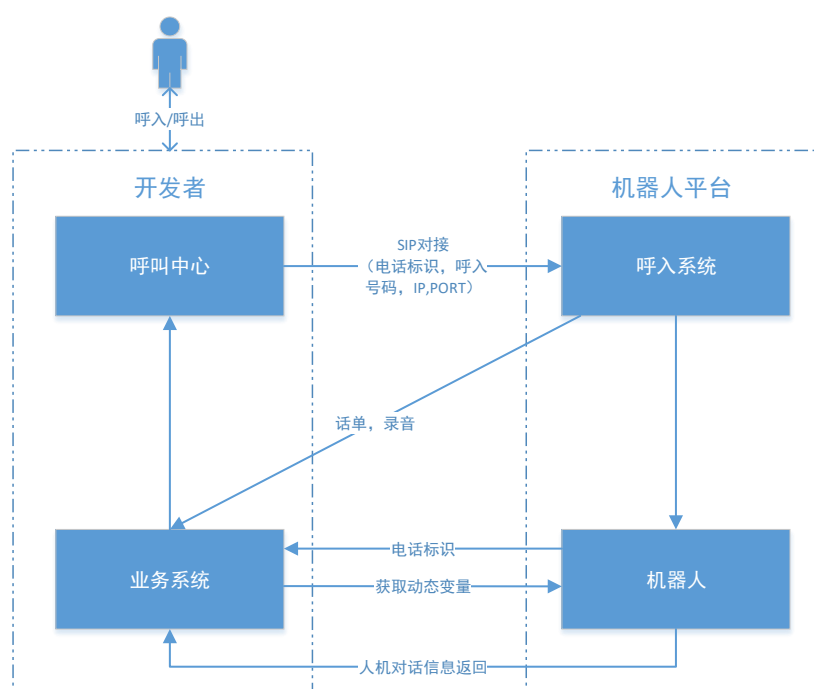 呼入/呼出
开发者
机器人平台
呼叫中心
SIP对接
（电话标识，呼入
号码，IP,PORT）
呼入系统
话单，录音
业务系统
电话标识
获取动态变量
机器人
人机对话信息返回